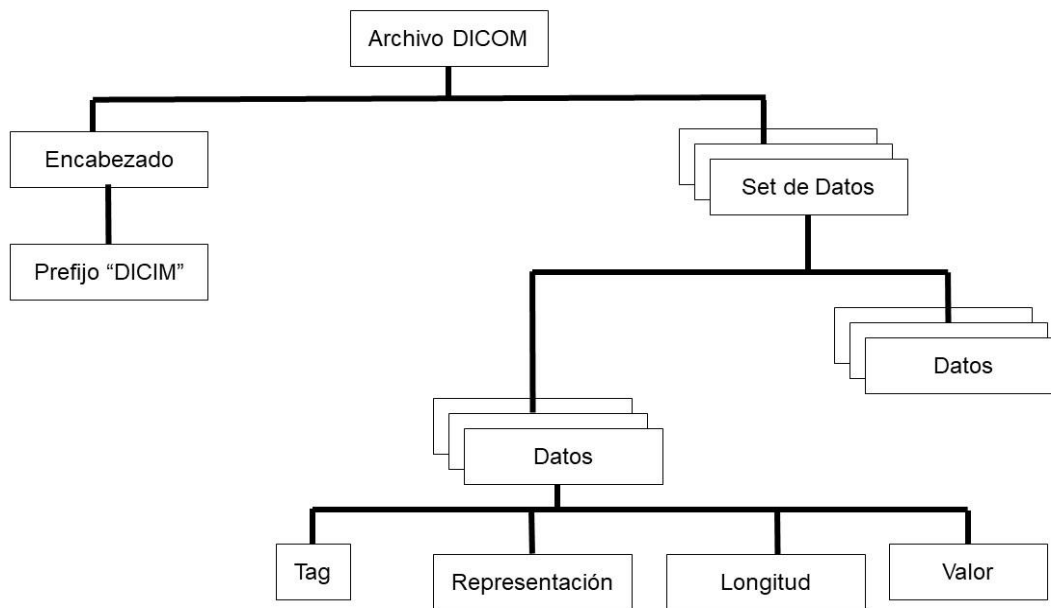 Archivo DICOM
Encabezado
Set de Datos
Prefijo “DICIM”
Datos
Datos
Tag
Representación
Longitud
Valor